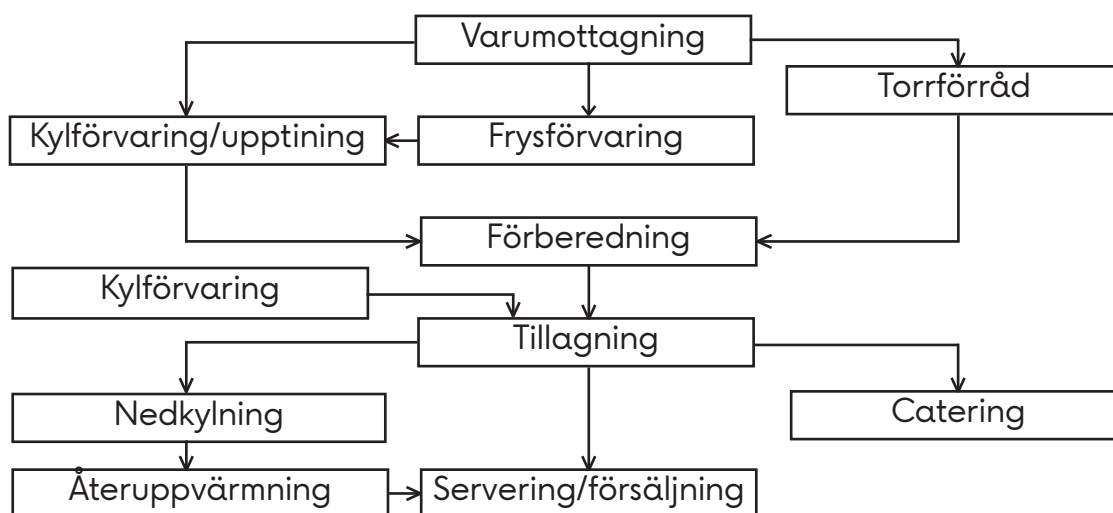 Varumottagning
Torrförråd
Kylförvaring/upptining
Frysförvaring
Förberedning
Kylförvaring
Tillagning
Nedkylning
Catering
Återuppvärmning
Servering/försäljning